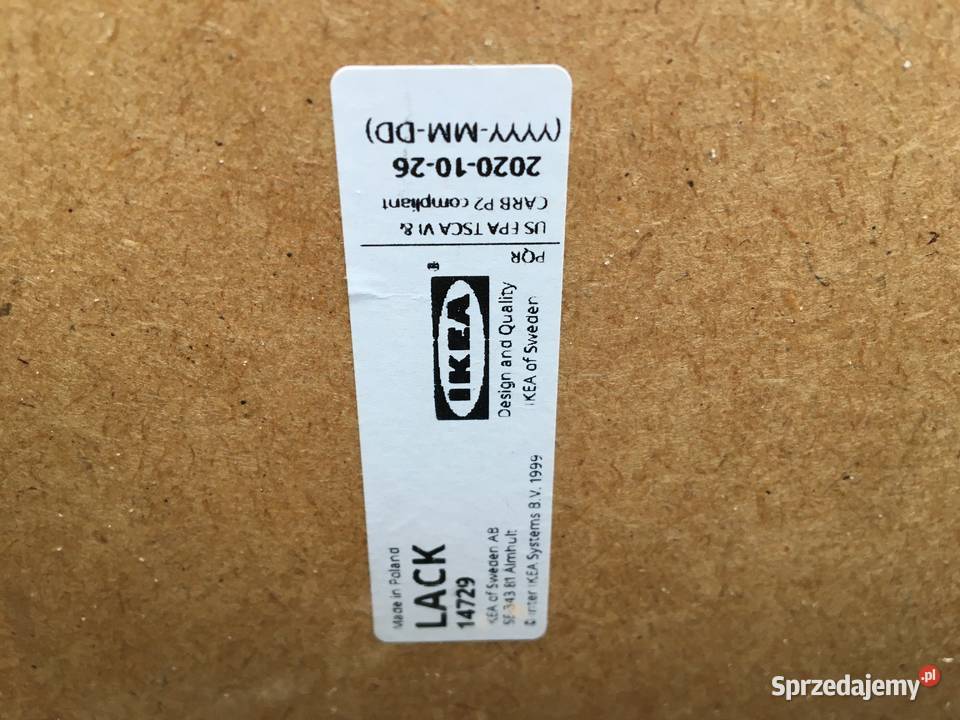 Made in Poland
LACK
14729
IKEA of Sweden AB
SE-343 81 Älmhult
© Inter IKEA Systems B.V. 1999
IKEA
®
Design and Quality
IKEA of Sweden
PQR
US EPA TSCA VI &
CARB P2 compliant
2020-10-26
(YYYY-MM-DD)
Sprzedajemy.pl